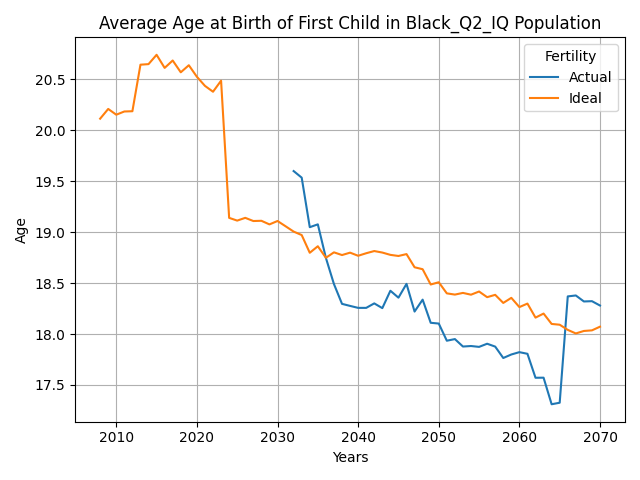 Average Age at Birth of First Child in Black_Q2_IQ Population
Fertility
Actual
Ideal
Age
20.5
20.0
19.5
19.0
18.5
18.0
17.5
2010 2020 2030 2040 2050 2060 2070
Years